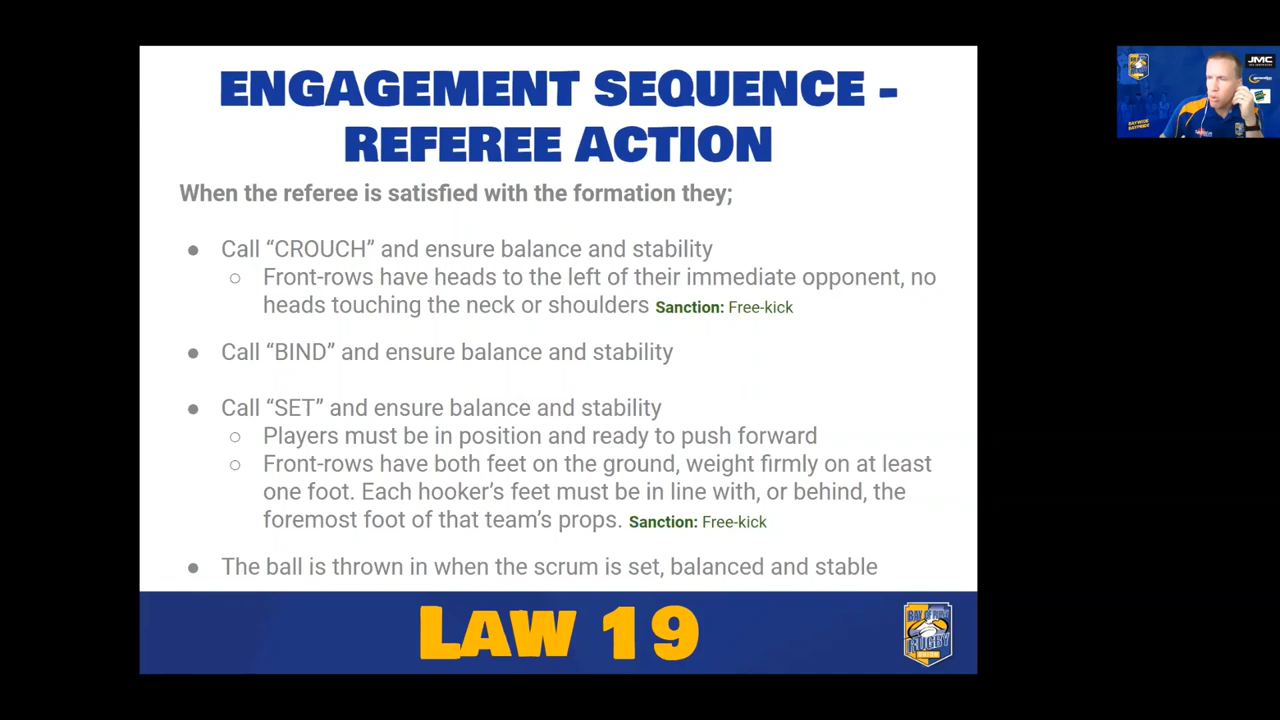 ENGAGEMENT SEQUENCE -
REFEREE ACTION
When the referee is satisfied with the formation they;
● Call “CROUCH” and ensure balance and stability
○ Front-rows have heads to the left of their immediate opponent, no
heads touching the neck or shoulders Sanction: Free-kick
● Call “BIND” and ensure balance and stability
● Call “SET” and ensure balance and stability
○ Players must be in position and ready to push forward
○ Front-rows have both feet on the ground, weight firmly on at least
one foot. Each hooker’s feet must be in line with, or behind, the
foremost foot of that team’s props. Sanction: Free-kick
● The ball is thrown in when the scrum is set, balanced and stable
LAW 19
BAY OF PLENTY
RUGBY
UNION
JMC